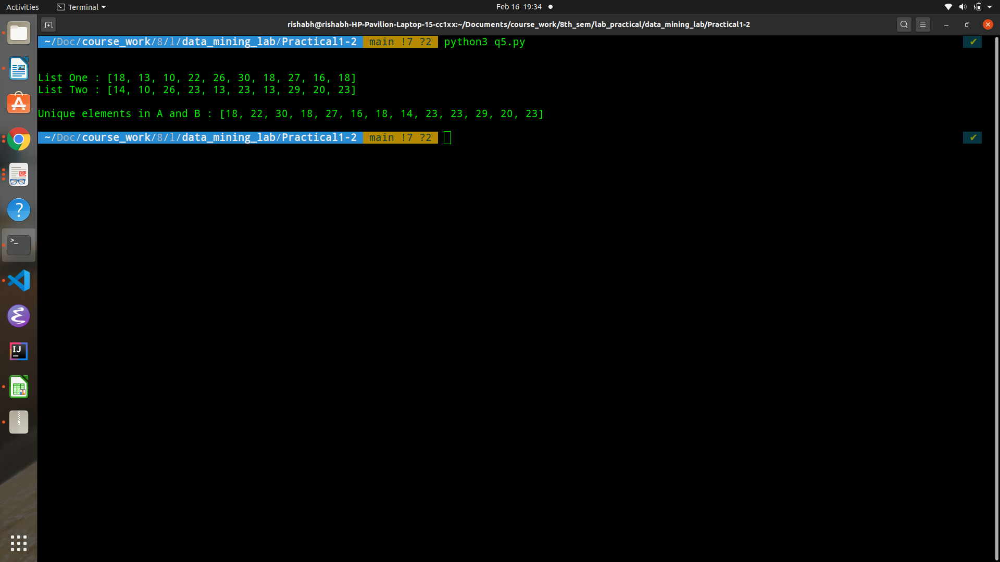 Activities Terminal Feb 16 19:34
rishabh@rishabh-HP-Pavilion-Laptop-15-cc1xx:~/Documents/course_work/8th_sem/lab_practical/data_mining_lab/Practical1-2
~/Doc/course_work/8/l/data_mining_lab/Practical1-2 main !7 ?2 python3 q5.py ✔
List One : [18, 13, 10, 22, 26, 30, 18, 27, 16, 18]
List Two : [14, 10, 26, 23, 13, 23, 13, 29, 20, 23]
Unique elements in A and B : [18, 22, 30, 18, 27, 16, 18, 14, 23, 23, 29, 20, 23]
~/Doc/course_work/8/l/data_mining_lab/Practical1-2 main !7 ?2 ✔
?
>_
IJ